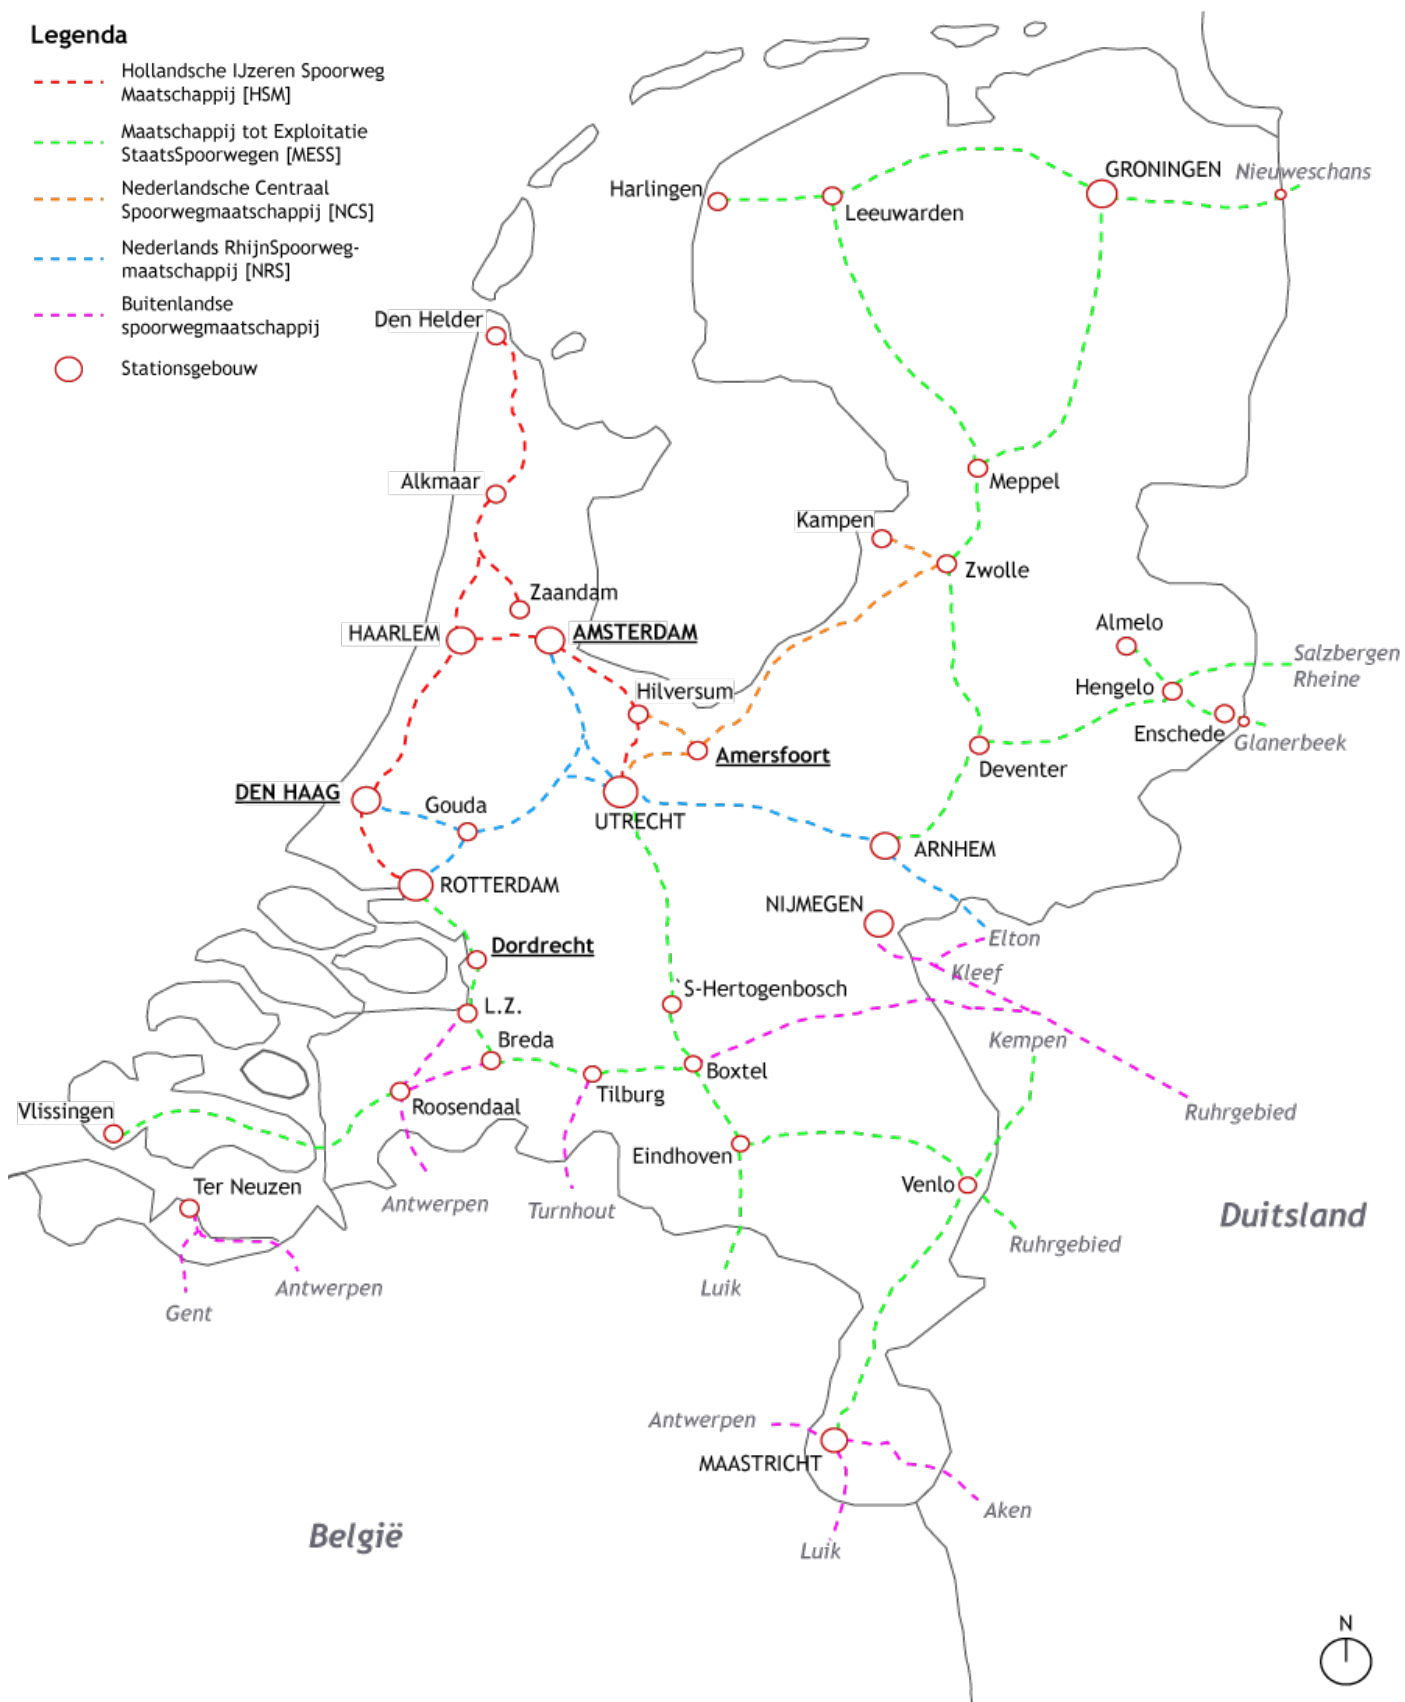 Legenda
Hollandsche IJzeren Spoorweg
Maatschappij [HSM]
Maatschappij tot Exploitatie
StaatsSpoorwegen [MESS]
Nederlandsche Centraal
Spoorwegmaatschappij [NCS]
Nederlands RhijnSpoorweg-
maatschappij [NRS]
Buitenlandse
spoorwegmaatschappij
Stationsgebouw
GRONINGEN
Nieuweschans
Harlingen
Leeuwarden
Den Helder
Alkmaar
Meppel
Kampen
Zwolle
Zaandam
HAARLEM
AMSTERDAM
Almelo
Salzbergen
Rheine
Hengelo
Hilversum
Enschede
Glanerbeek
Amersfoort
Deventer
DEN HAAG
Gouda
UTRECHT
ARNHEM
ROTTERDAM
NIJMEGEN
Elton
Dordrecht
Kleef
`S-Hertogenbosch
L.Z.
Breda
Kempen
Boxtel
Tilburg
Roosendaal
Vlissingen
Ruhrgebied
Eindhoven
Venlo
Ter Neuzen
Antwerpen
Turnhout
Duitsland
Ruhrgebied
Luik
Antwerpen
Gent
Antwerpen
MAASTRICHT
Aken
België
Luik
N